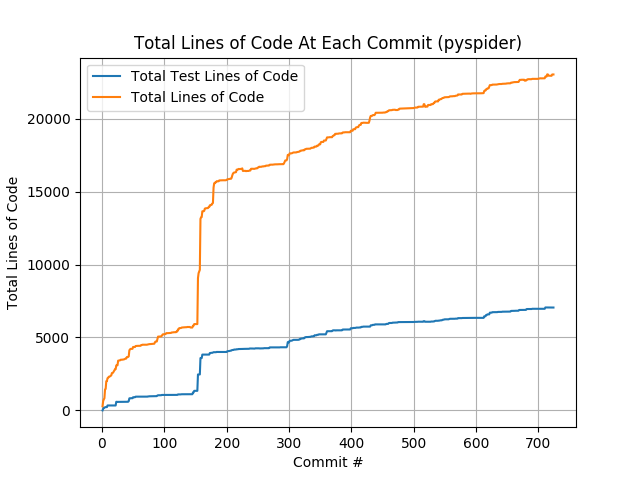 Total Lines of Code At Each Commit (pyspider)
Total Test Lines of Code
Total Lines of Code
Total Lines of Code
20000
15000
10000
5000
0
0 100 200 300 400 500 600 700
Commit #